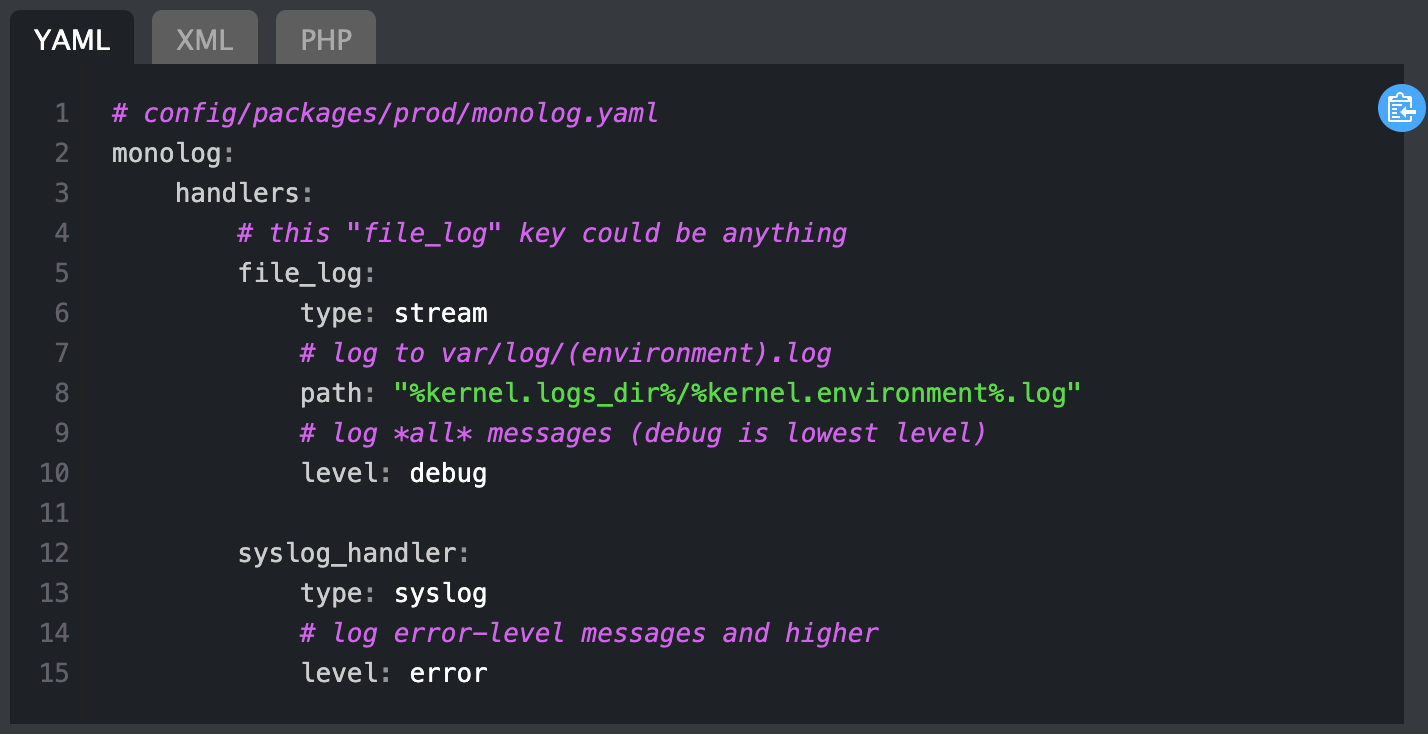 YAML XML PHP
1 # config/packages/prod/monolog.yaml
2 monolog:
3     handlers:
4         # this "file_log" key could be anything
5         file_log:
6             type: stream
7             # log to var/log/(environment).log
8             path: "%kernel.logs_dir%/%kernel.environment%.log"
9             # log *all* messages (debug is lowest level)
10             level: debug
11
12         syslog_handler:
13             type: syslog
14             # log error-level messages and higher
15             level: error